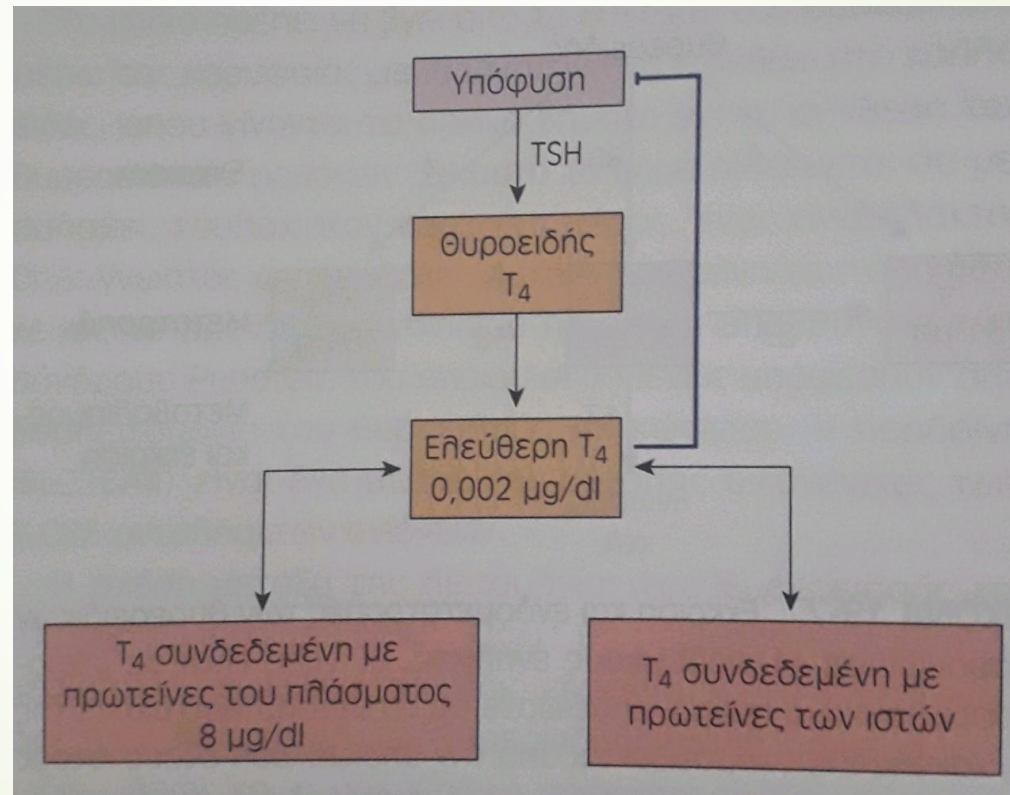 Υπόφυση
TSH
Θυροειδής
T₄
Ελεύθερη T₄
0,002 μg/dl
T₄ συνδεδεμένη με
πρωτεΐνες του πλάσματος
8 μg/dl
T₄ συνδεδεμένη με
πρωτεΐνες των ιστών